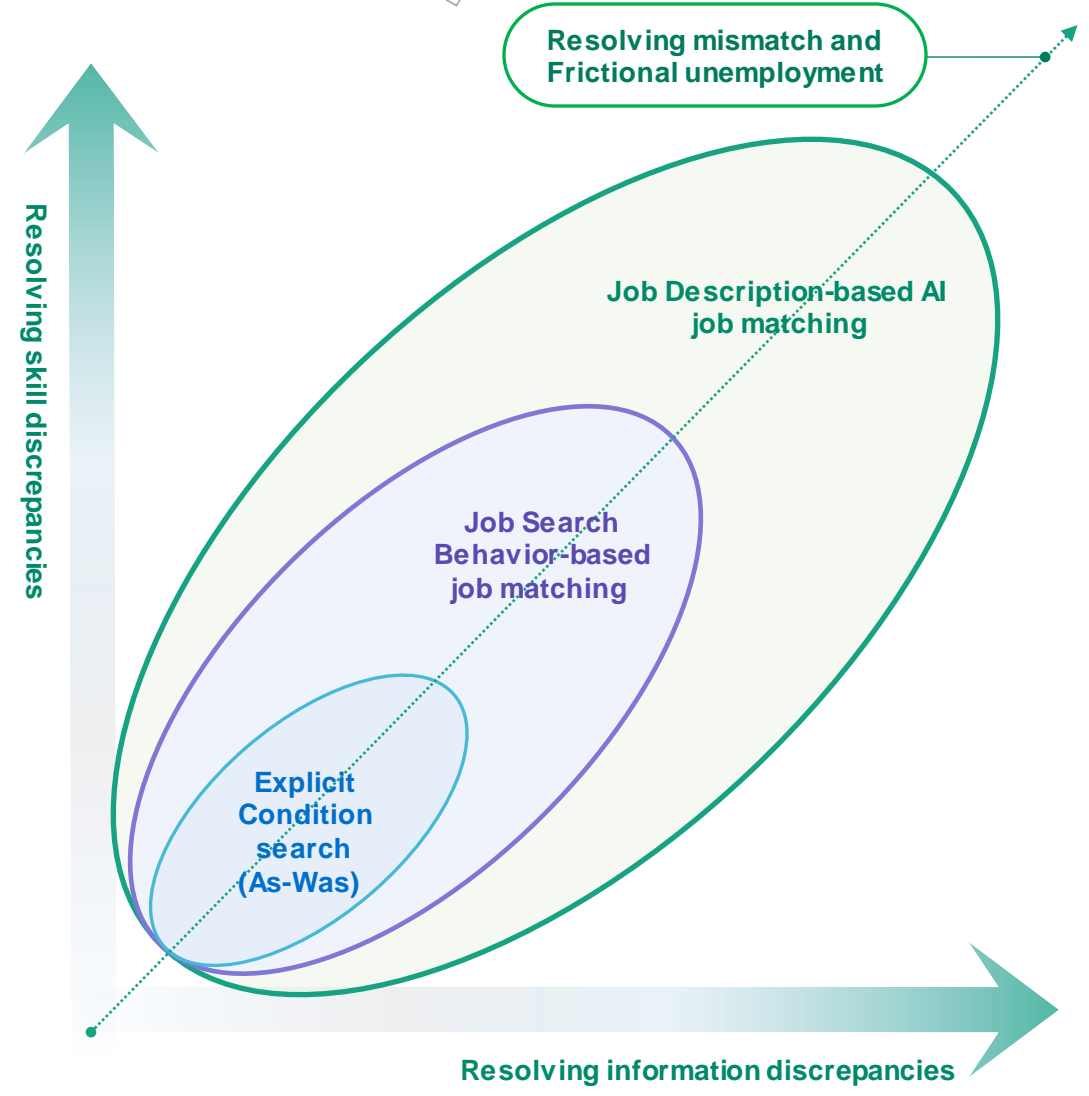 Resolving mismatch and
Frictional unemployment
Resolving skill discrepancies
Job Description-based AI
job matching
Job Search
Behavior-based
job matching
Explicit
Condition
search
(As-Was)
Resolving information discrepancies